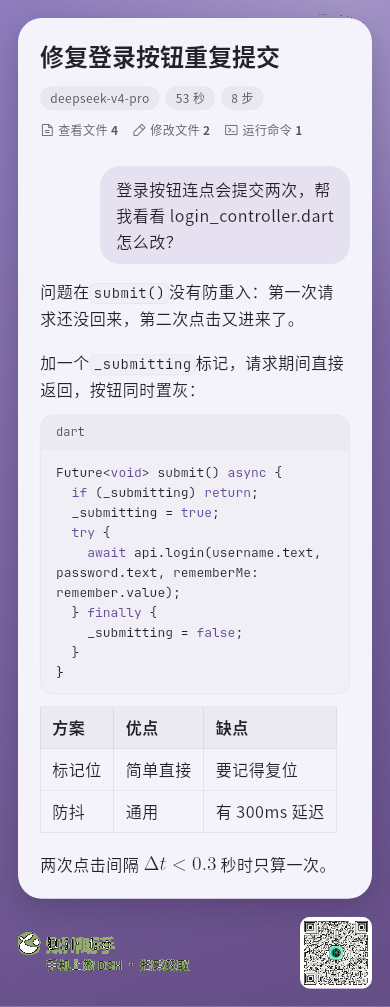 修复登录按钮重复提交
deepseek-v4-pro 53 秒 8 步
查看文件 4 修改文件 2 运行命令 1
登录按钮连点会提交两次，帮
我看看 login_controller.dart
怎么改？
问题在 submit() 没有防重入：第一次请
求还没回来，第二次点击又进来了。
加一个 _submitting 标记，请求期间直接
返回，按钮同时置灰：
dart
Future<void> submit() async {
  if (_submitting) return;
  _submitting = true;
  try {
    await api.login(username.text,
password.text, rememberMe:
remember.value);
  } finally {
    _submitting = false;
  }
}
方案 优点 缺点
标记位 简单直接 要记得复位
防抖 通用 有 300ms 延迟
两次点击间隔 Δt < 0.3 秒时只算一次。